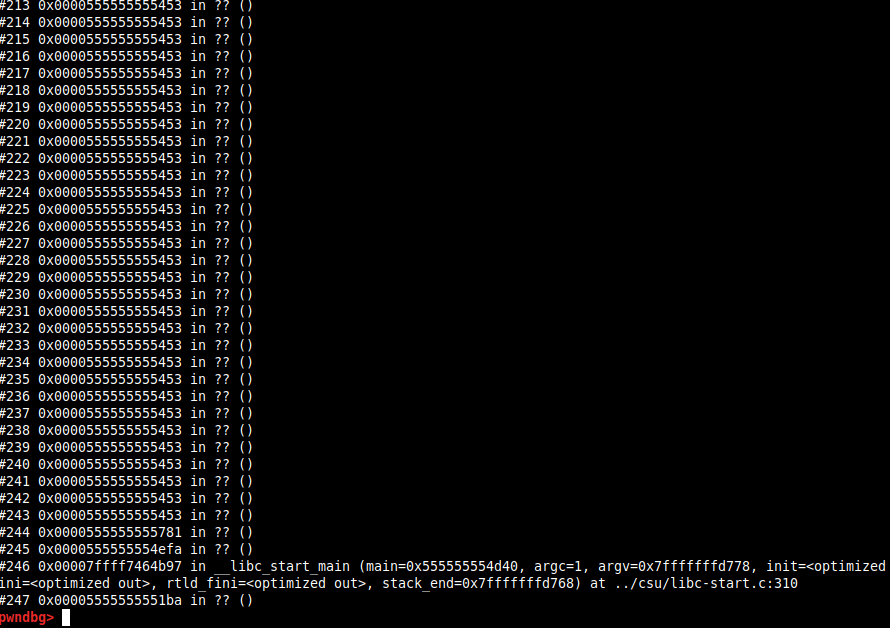 #213 0x0000555555555453 in ?? ()
#214 0x0000555555555453 in ?? ()
#215 0x0000555555555453 in ?? ()
#216 0x0000555555555453 in ?? ()
#217 0x0000555555555453 in ?? ()
#218 0x0000555555555453 in ?? ()
#219 0x0000555555555453 in ?? ()
#220 0x0000555555555453 in ?? ()
#221 0x0000555555555453 in ?? ()
#222 0x0000555555555453 in ?? ()
#223 0x0000555555555453 in ?? ()
#224 0x0000555555555453 in ?? ()
#225 0x0000555555555453 in ?? ()
#226 0x0000555555555453 in ?? ()
#227 0x0000555555555453 in ?? ()
#228 0x0000555555555453 in ?? ()
#229 0x0000555555555453 in ?? ()
#230 0x0000555555555453 in ?? ()
#231 0x0000555555555453 in ?? ()
#232 0x0000555555555453 in ?? ()
#233 0x0000555555555453 in ?? ()
#234 0x0000555555555453 in ?? ()
#235 0x0000555555555453 in ?? ()
#236 0x0000555555555453 in ?? ()
#237 0x0000555555555453 in ?? ()
#238 0x0000555555555453 in ?? ()
#239 0x0000555555555453 in ?? ()
#240 0x0000555555555453 in ?? ()
#241 0x0000555555555453 in ?? ()
#242 0x0000555555555453 in ?? ()
#243 0x0000555555555453 in ?? ()
#244 0x0000555555555781 in ?? ()
#245 0x0000555555554efa in ?? ()
#246 0x00007ffff7464b97 in __libc_start_main (main=0x555555554d40, argc=1, argv=0x7fffffffd778, init=<optimized
ini=<optimized out>, rtld_fini=<optimized out>, stack_end=0x7fffffffd768) at ../csu/libc-start.c:310
#247 0x00005555555551ba in ?? ()
pwndbg>